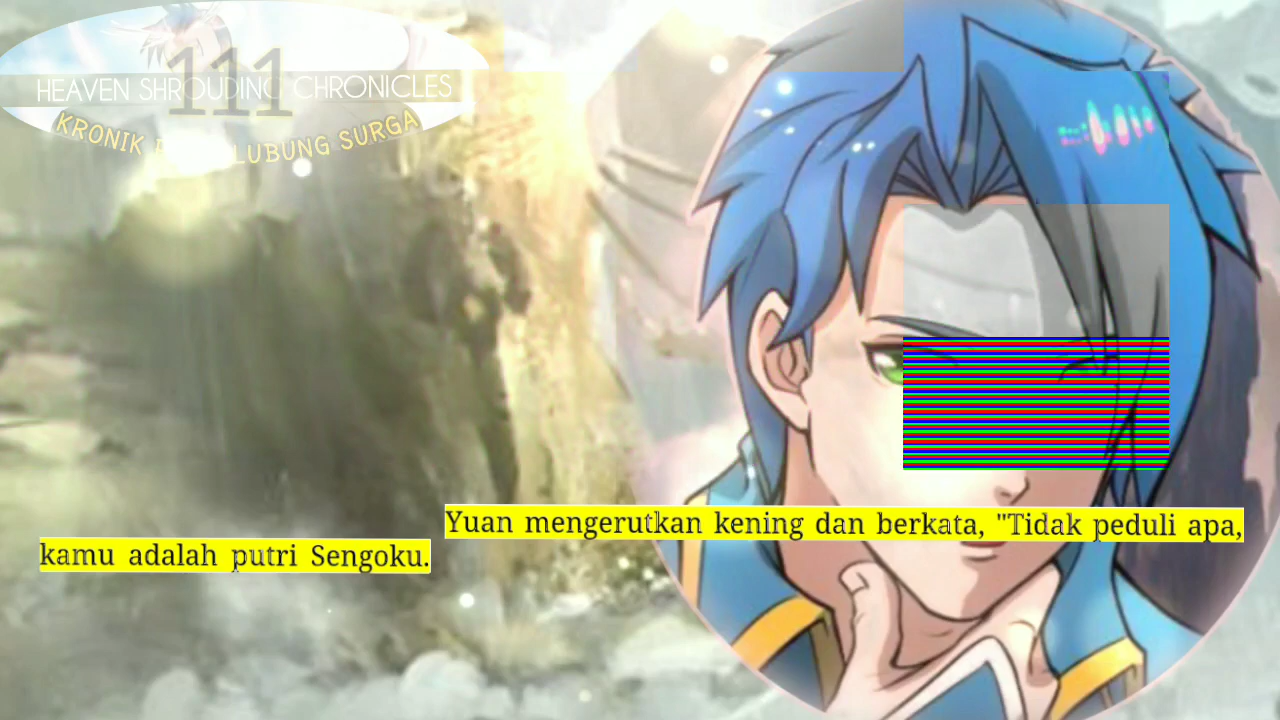 111
HEAVEN SHROUDING CHRONICLES
KRONIK LUBUNG SURGA
Yuan mengerutkan kening dan berkata, "Tidak peduli apa,
kamu adalah putri Sengoku.